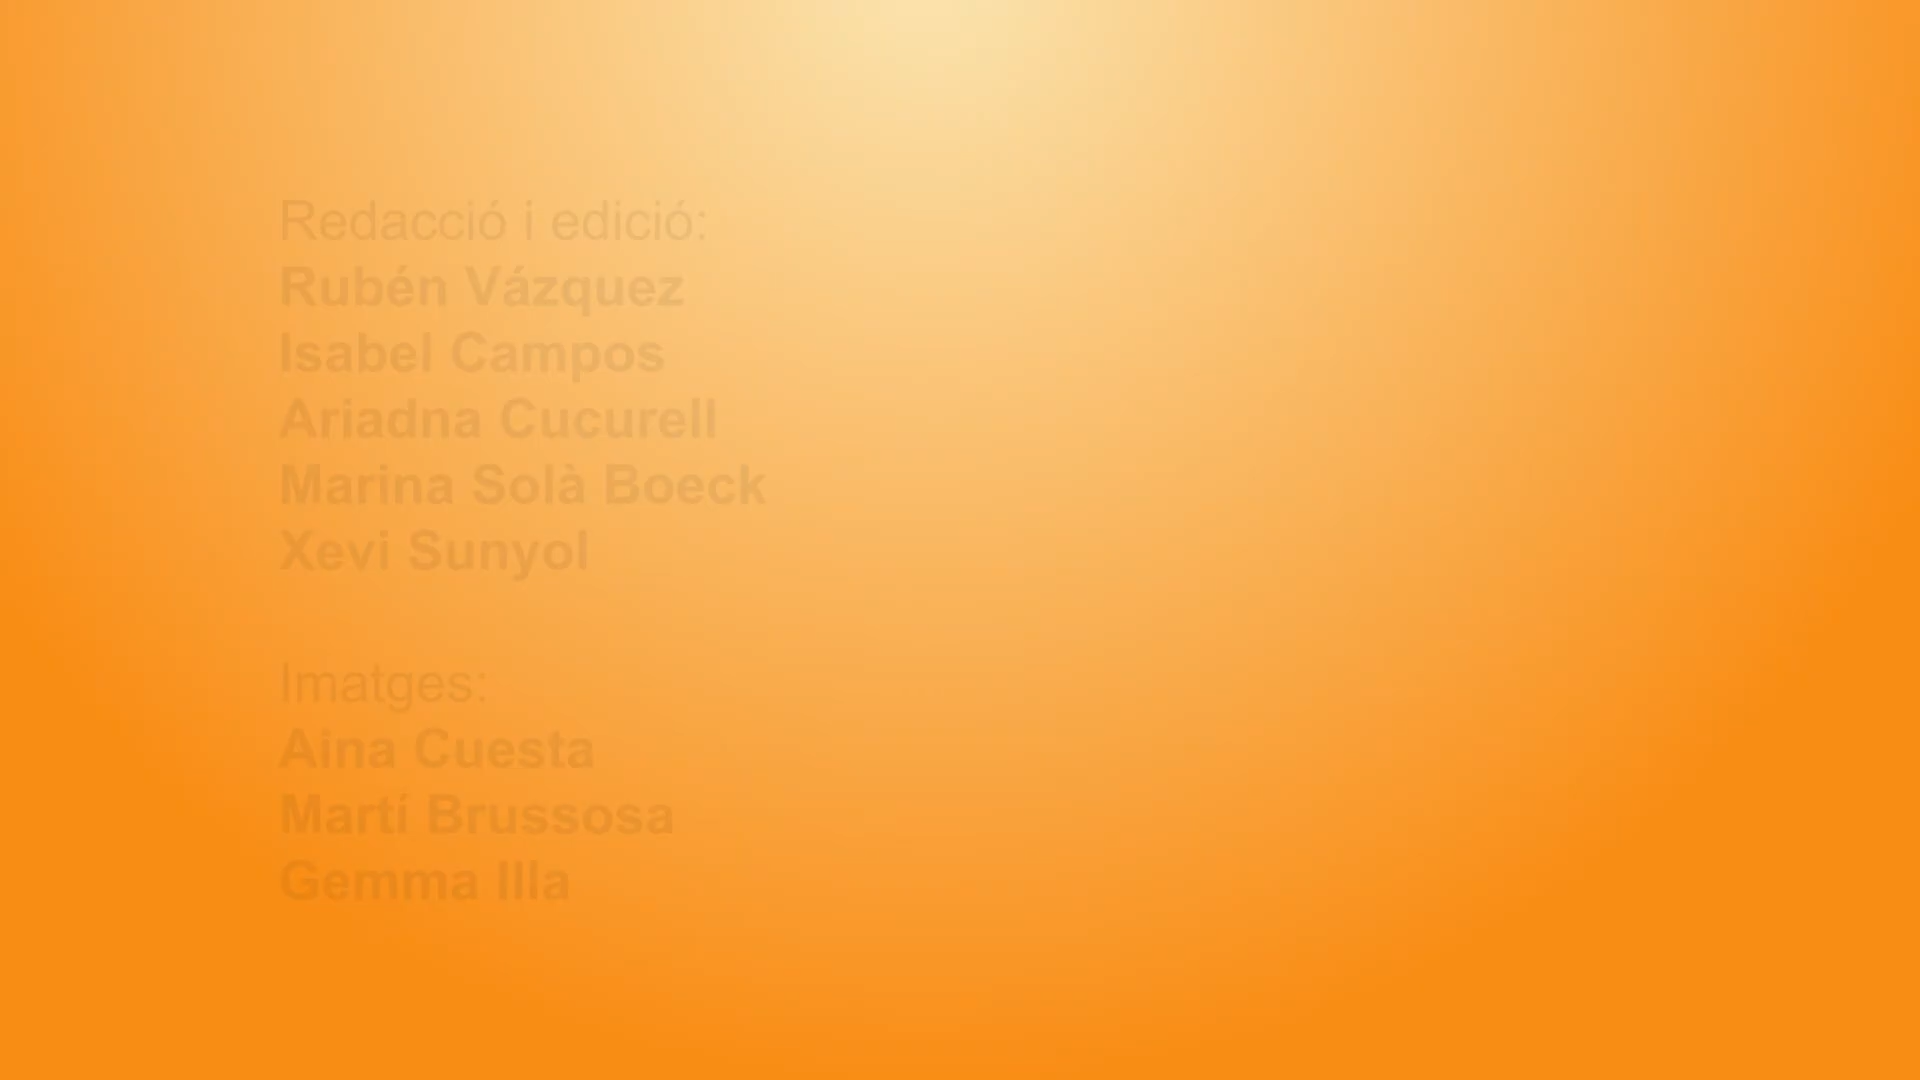 Redacció i edició:
Rubén Vázquez
Isabel Campos
Ariadna Cucurell
Marina Solà Boeck
Xevi Sunyol
Imatges:
Aina Cuesta
Martí Brussosa
Gemma Illa